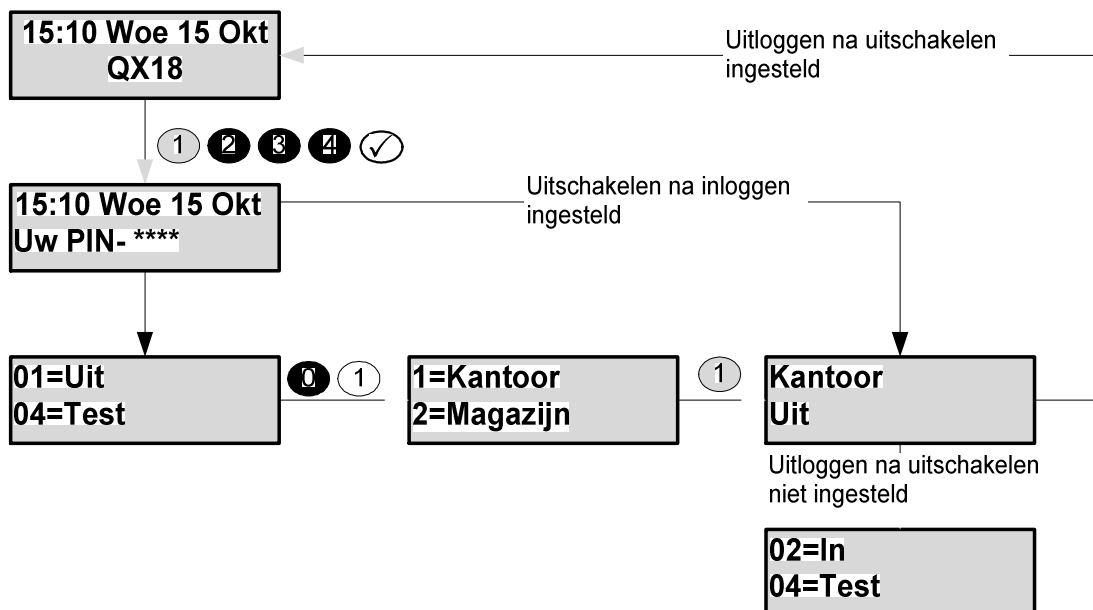 15:10 Woe 15 Okt
QX18
Uitloggen na uitschakelen
ingesteld
1 2 3 4 ✓
15:10 Woe 15 Okt
Uw PIN- ****
Uitschakelen na inloggen
ingesteld
01=Uit
04=Test
0 1
1=Kantoor
2=Magazijn
1
Kantoor
Uit
Uitloggen na uitschakelen
niet ingesteld
02=In
04=Test